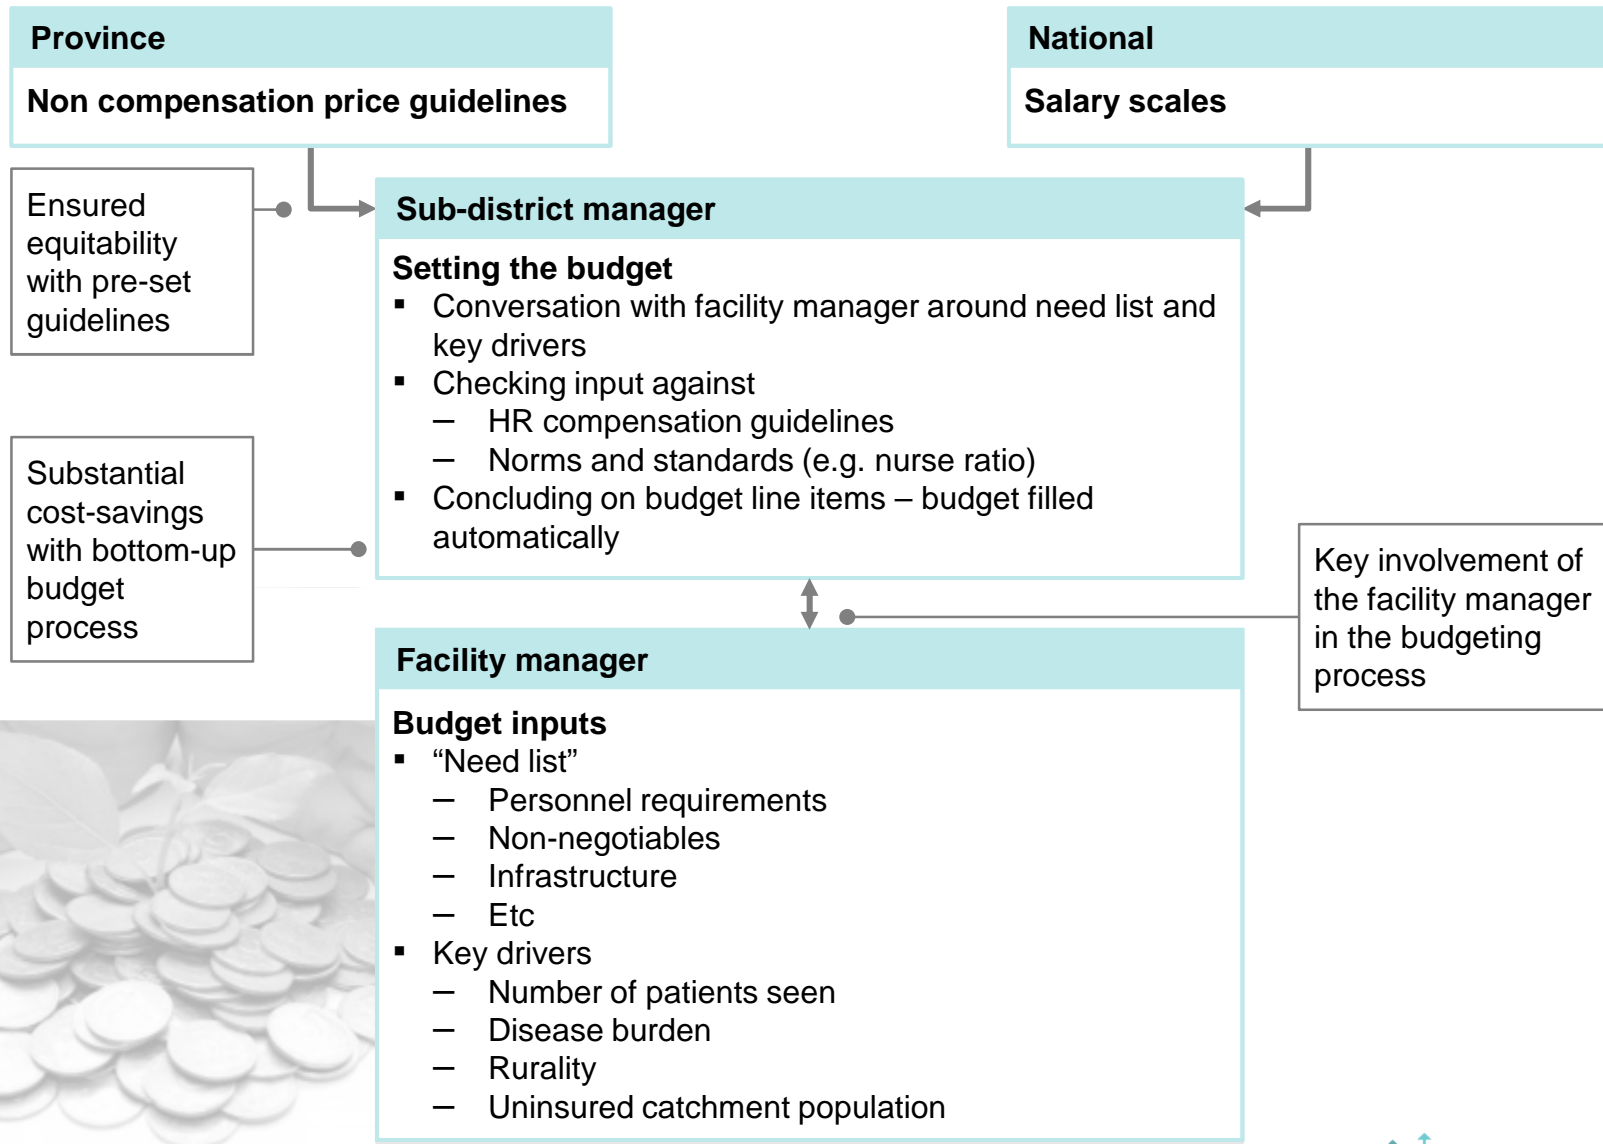 Province
Non compensation price guidelines
National
Salary scales
Ensured
equitability
with pre-set
guidelines
Sub-district manager
Setting the budget
▪ Conversation with facility manager around need list and
key drivers
▪ Checking input against
– HR compensation guidelines
– Norms and standards (e.g. nurse ratio)
▪ Concluding on budget line items – budget filled
automatically
Substantial
cost-savings
with bottom-up
budget
process
Key involvement of
the facility manager
in the budgeting
process
Facility manager
Budget inputs
▪ “Need list”
– Personnel requirements
– Non-negotiables
– Infrastructure
– Etc
▪ Key drivers
– Number of patients seen
– Disease burden
– Rurality
– Uninsured catchment population